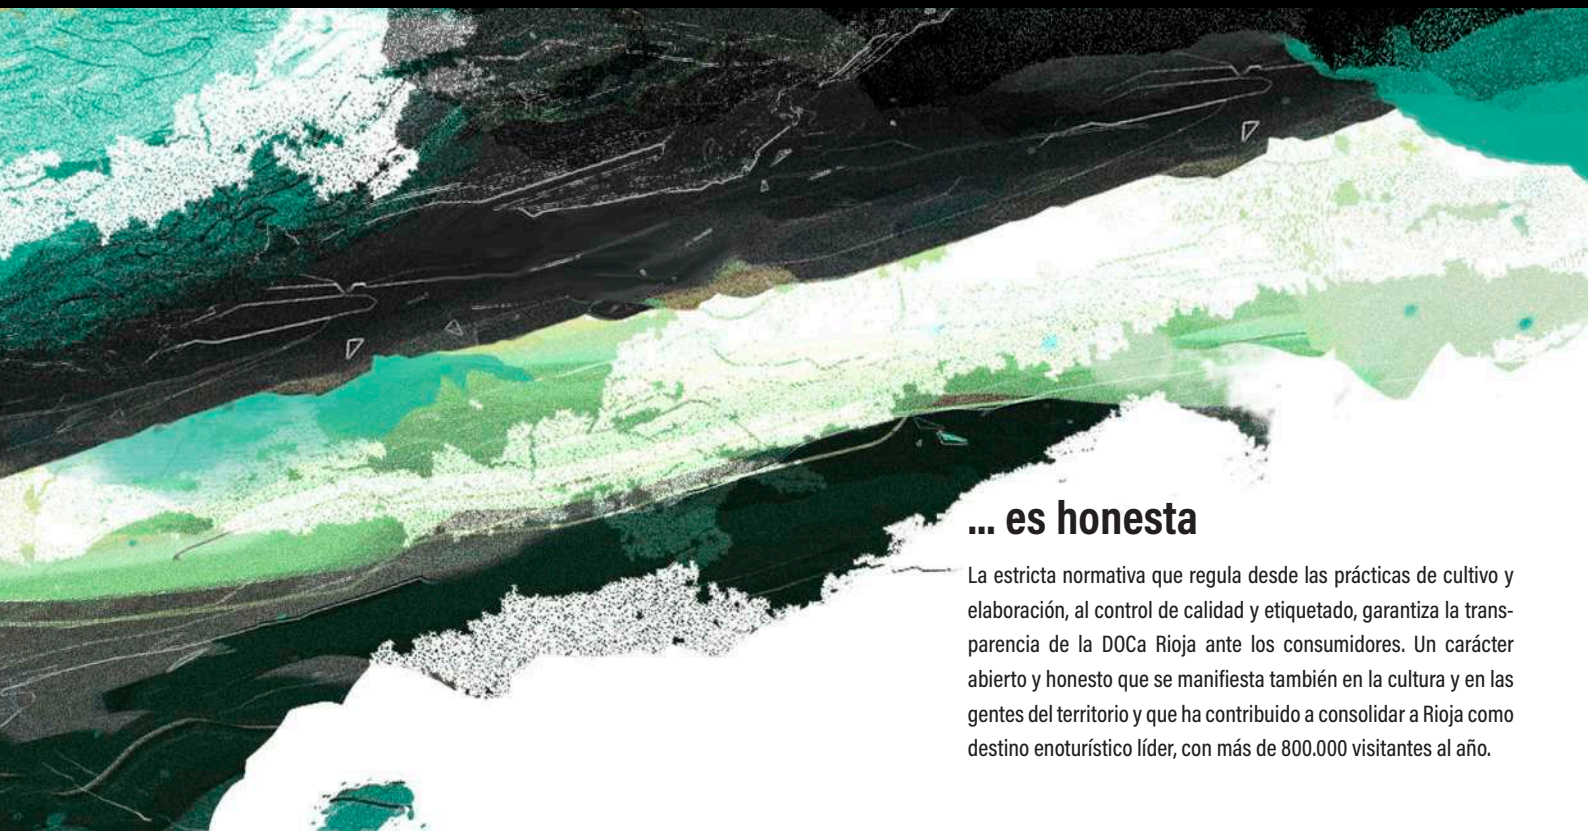 ... es honesta
La estricta normativa que regula desde las prácticas de cultivo y
elaboración, al control de calidad y etiquetado, garantiza la trans-
parencia de la DOCa Rioja ante los consumidores. Un carácter
abierto y honesto que se manifiesta también en la cultura y en las
gentes del territorio y que ha contribuido a consolidar a Rioja como
destino enoturístico líder, con más de 800.000 visitantes al año.